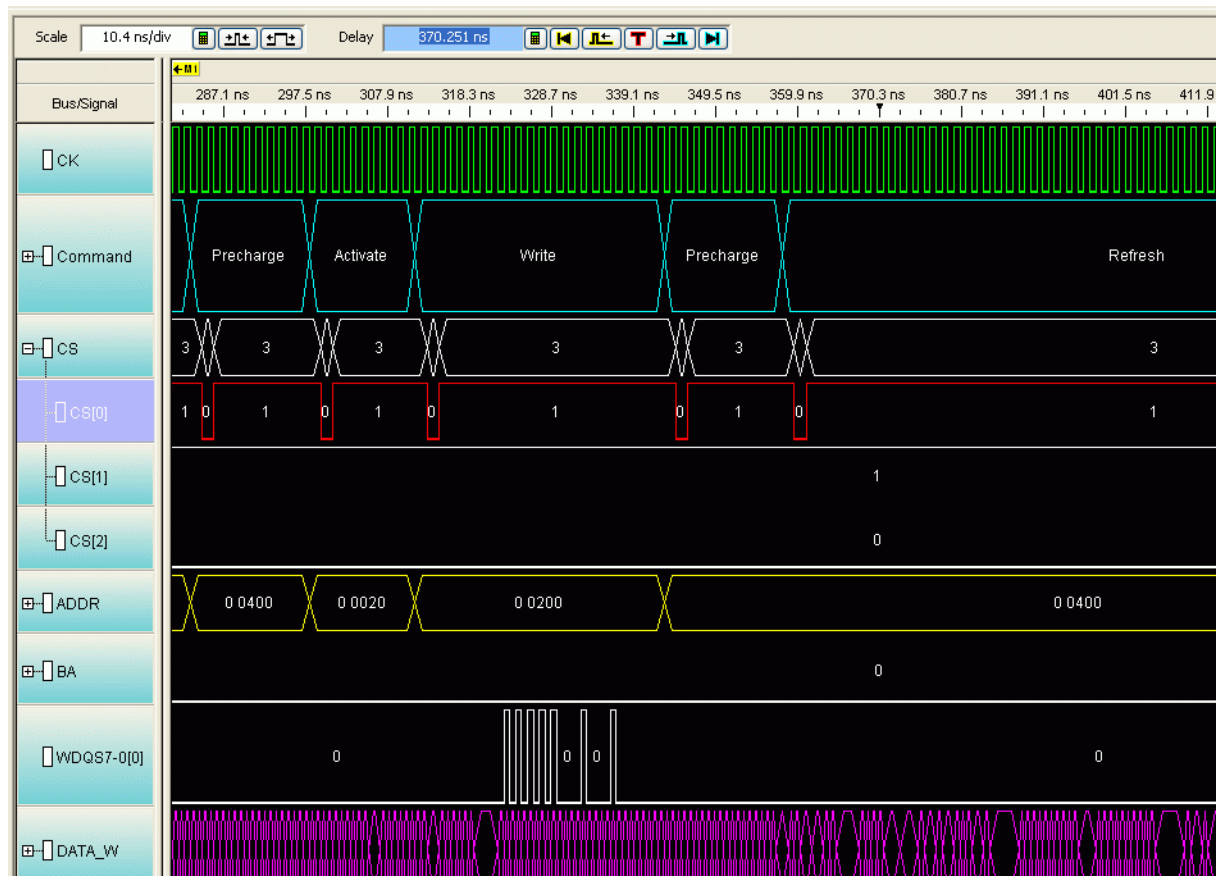 Scale 10.4 ns/div Delay 370.251 ns T
M1
Bus/Signal 287.1 ns 297.5 ns 307.9 ns 318.3 ns 328.7 ns 339.1 ns 349.5 ns 359.9 ns 370.3 ns 380.7 ns 391.1 ns 401.5 ns 411.9
CK
Command Precharge Activate Write Precharge Refresh
CS 3 3 3 3 3 3
CS[0] 1 0 1 0 1 0 1 0 1 0 1
CS[1] 1
CS[2] 0
ADDR 0 0400 0 0020 0 0200 0 0400
BA 0
WDQS7-0[0] 0 0 0 0
DATA_W